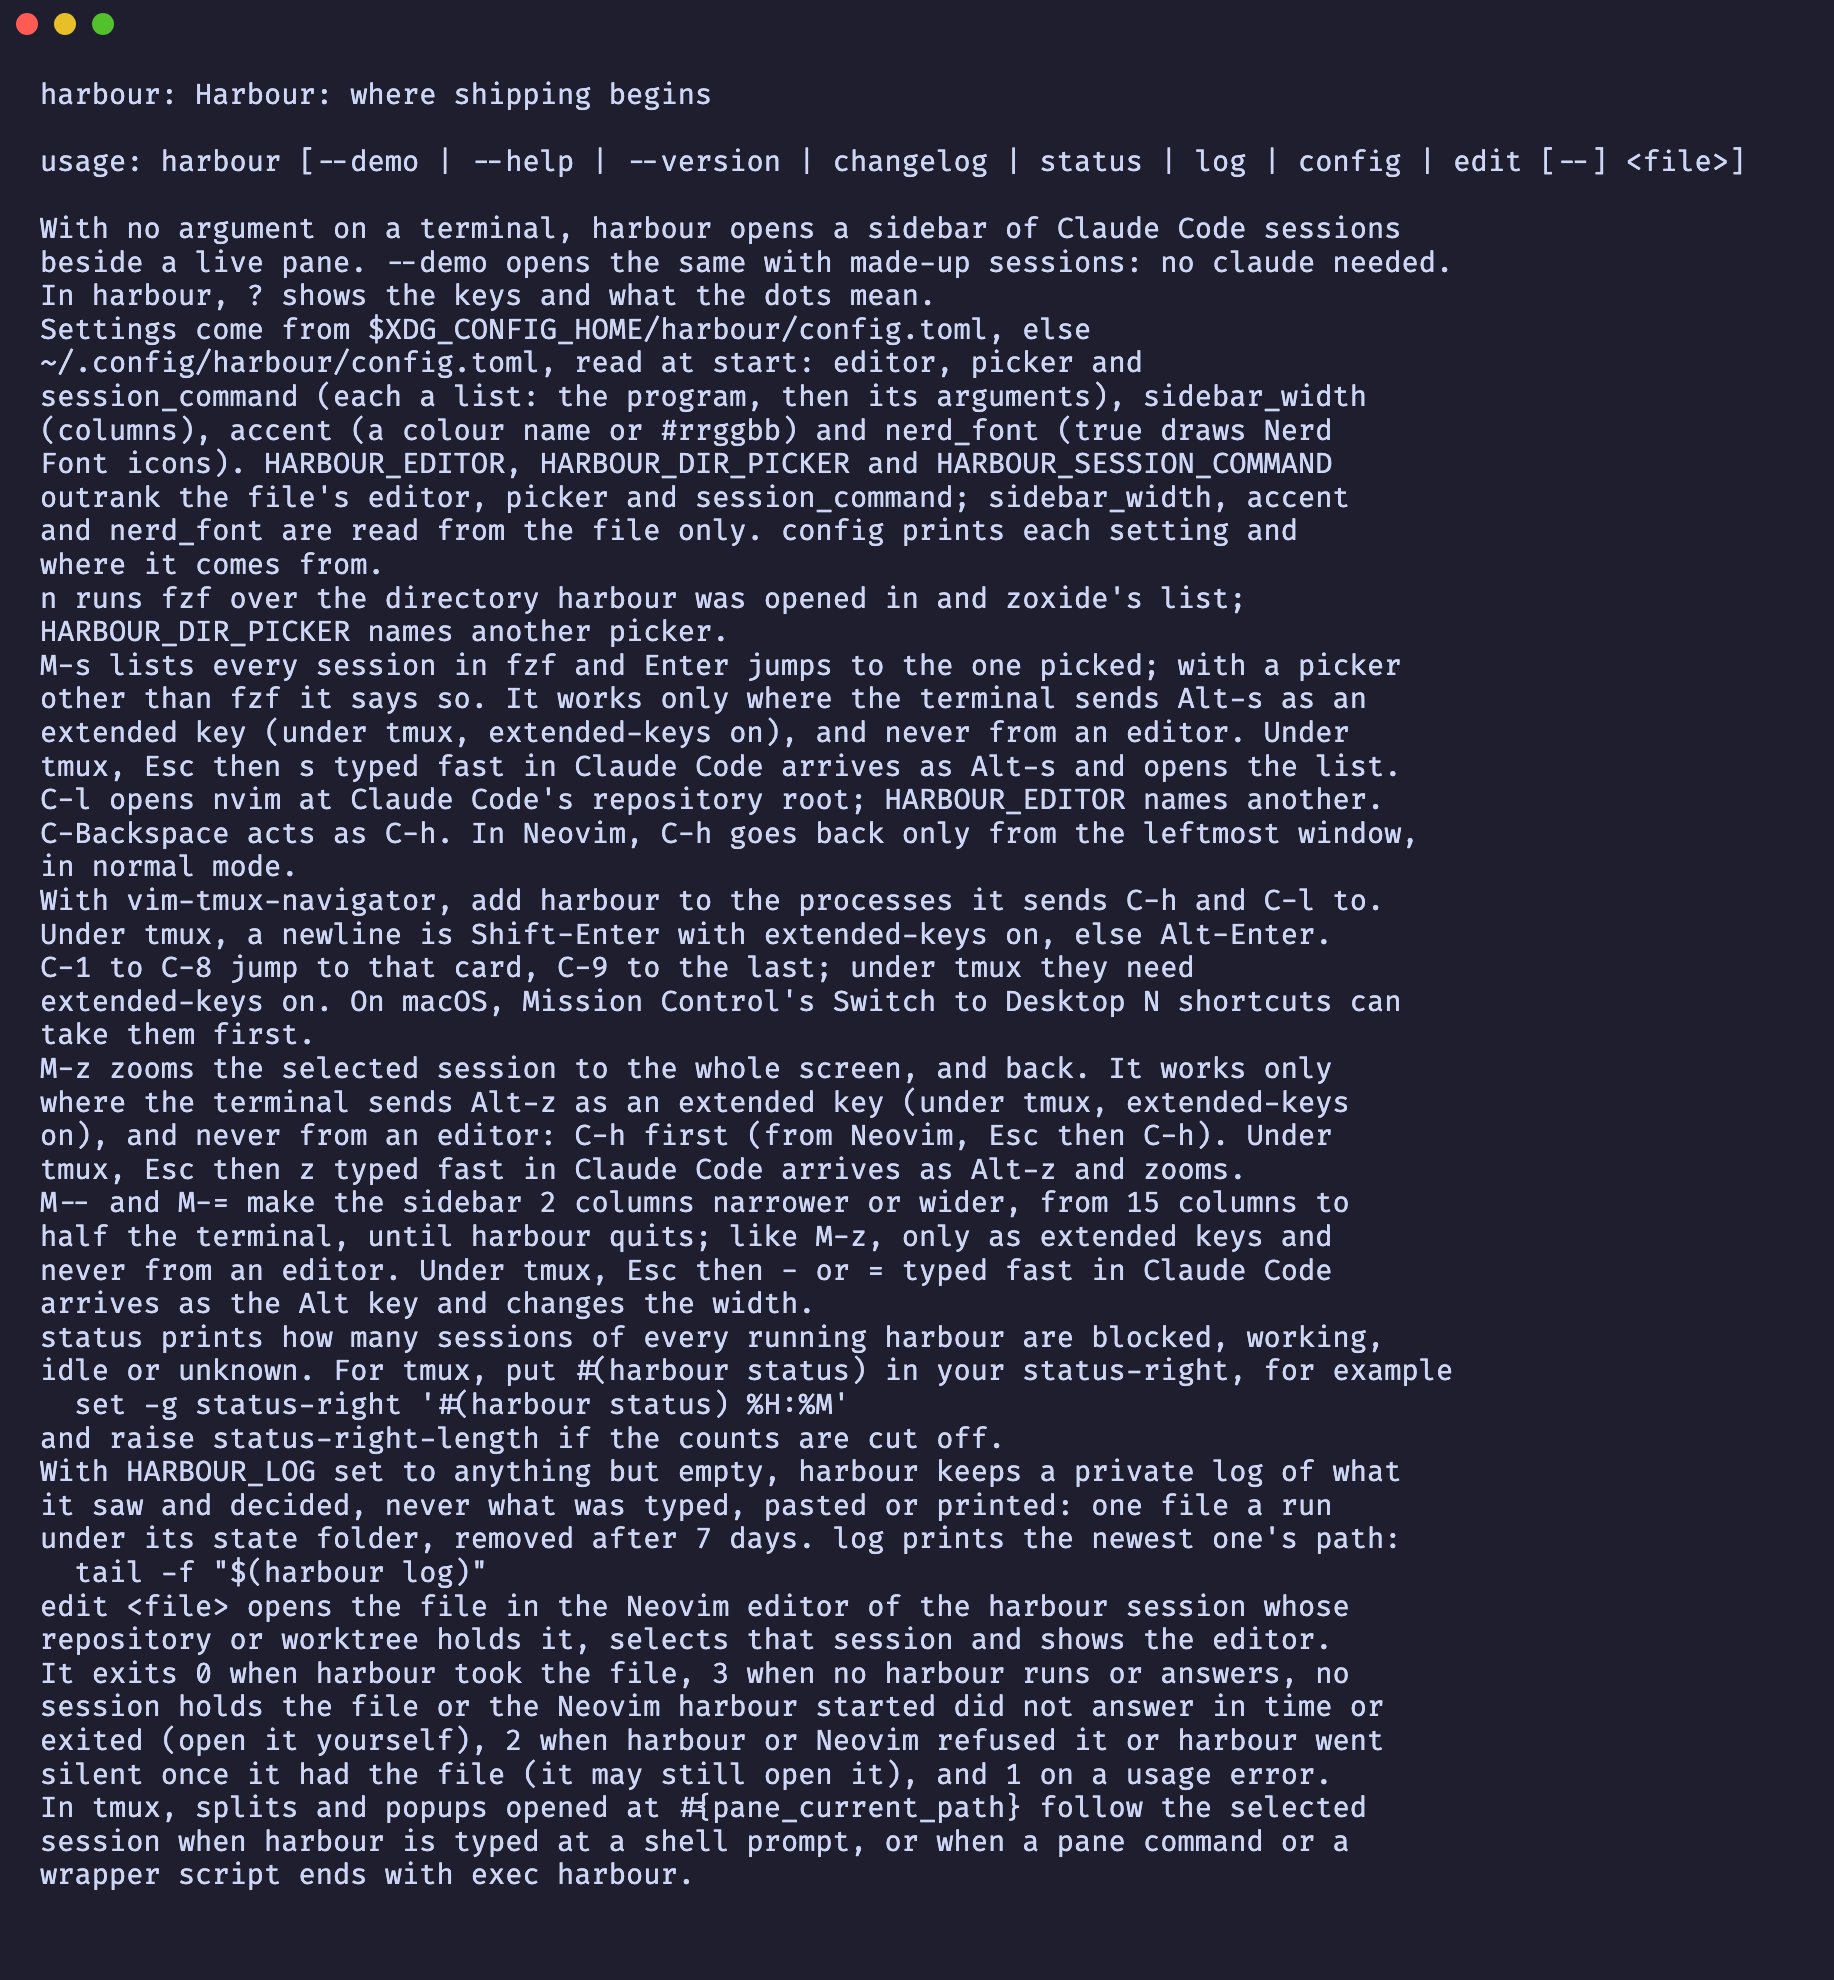 harbour: Harbour: where shipping begins
usage: harbour [--demo | --help | --version | changelog | status | log | config | edit [--] <file>]
With no argument on a terminal, harbour opens a sidebar of Claude Code sessions
beside a live pane. --demo opens the same with made-up sessions: no claude needed.
In harbour, ? shows the keys and what the dots mean.
Settings come from $XDG_CONFIG_HOME/harbour/config.toml, else
~/.config/harbour/config.toml, read at start: editor, picker and
session_command (each a list: the program, then its arguments), sidebar_width
(columns), accent (a colour name or #rrggbb) and nerd_font (true draws Nerd
Font icons). HARBOUR_EDITOR, HARBOUR_DIR_PICKER and HARBOUR_SESSION_COMMAND
outrank the file's editor, picker and session_command; sidebar_width, accent
and nerd_font are read from the file only. config prints each setting and
where it comes from.
n runs fzf over the directory harbour was opened in and zoxide's list;
HARBOUR_DIR_PICKER names another picker.
M-s lists every session in fzf and Enter jumps to the one picked; with a picker
other than fzf it says so. It works only where the terminal sends Alt-s as an
extended key (under tmux, extended-keys on), and never from an editor. Under
tmux, Esc then s typed fast in Claude Code arrives as Alt-s and opens the list.
C-l opens nvim at Claude Code's repository root; HARBOUR_EDITOR names another.
C-Backspace acts as C-h. In Neovim, C-h goes back only from the leftmost window,
in normal mode.
With vim-tmux-navigator, add harbour to the processes it sends C-h and C-l to.
Under tmux, a newline is Shift-Enter with extended-keys on, else Alt-Enter.
C-1 to C-8 jump to that card, C-9 to the last; under tmux they need
extended-keys on. On macOS, Mission Control's Switch to Desktop N shortcuts can
take them first.
M-z zooms the selected session to the whole screen, and back. It works only
where the terminal sends Alt-z as an extended key (under tmux, extended-keys
on), and never from an editor: C-h first (from Neovim, Esc then C-h). Under
tmux, Esc then z typed fast in Claude Code arrives as Alt-z and zooms.
M-- and M-= make the sidebar 2 columns narrower or wider, from 15 columns to
half the terminal, until harbour quits; like M-z, only as extended keys and
never from an editor. Under tmux, Esc then - or = typed fast in Claude Code
arrives as the Alt key and changes the width.
status prints how many sessions of every running harbour are blocked, working,
idle or unknown. For tmux, put #(harbour status) in your status-right, for example
  set -g status-right '#(harbour status) %H:%M'
and raise status-right-length if the counts are cut off.
With HARBOUR_LOG set to anything but empty, harbour keeps a private log of what
it saw and decided, never what was typed, pasted or printed: one file a run
under its state folder, removed after 7 days. log prints the newest one's path:
  tail -f "$(harbour log)"
edit <file> opens the file in the Neovim editor of the harbour session whose
repository or worktree holds it, selects that session and shows the editor.
It exits 0 when harbour took the file, 3 when no harbour runs or answers, no
session holds the file or the Neovim harbour started did not answer in time or
exited (open it yourself), 2 when harbour or Neovim refused it or harbour went
silent once it had the file (it may still open it), and 1 on a usage error.
In tmux, splits and popups opened at #{pane_current_path} follow the selected
session when harbour is typed at a shell prompt, or when a pane command or a
wrapper script ends with exec harbour.